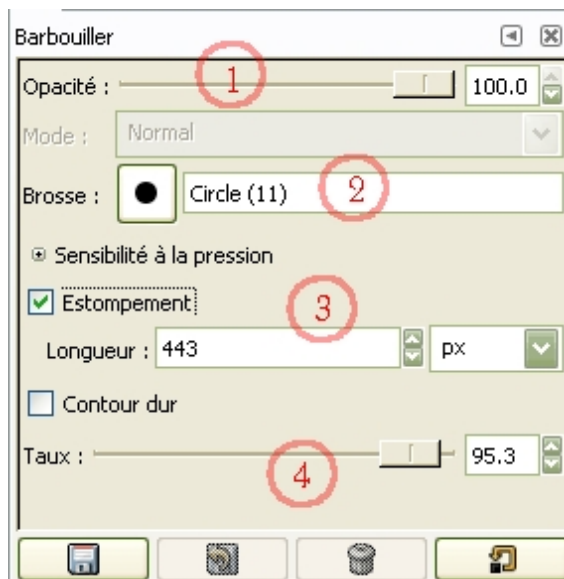 Barbouiller
Opacité : 1 100.0
Mode : Normal
Brosse : Circle (11) 2
Sensibilité à la pression
Estompement 3
Longueur : 443 px
Contour dur
Taux : 4 95.3